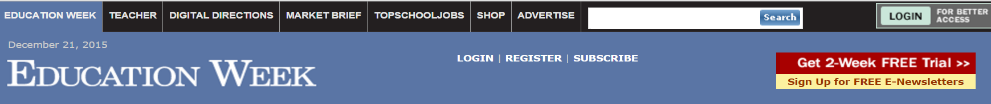 EDUCATION WEEK TEACHER DIGITAL DIRECTIONS MARKET BRIEF TOPSCHOOLJOBS SHOP ADVERTISE Search LOGIN FOR BETTER ACCESS
December 21, 2015
EDUCATION WEEK
LOGIN | REGISTER | SUBSCRIBE
Get 2-Week FREE Trial >>
Sign Up for FREE E-Newsletters